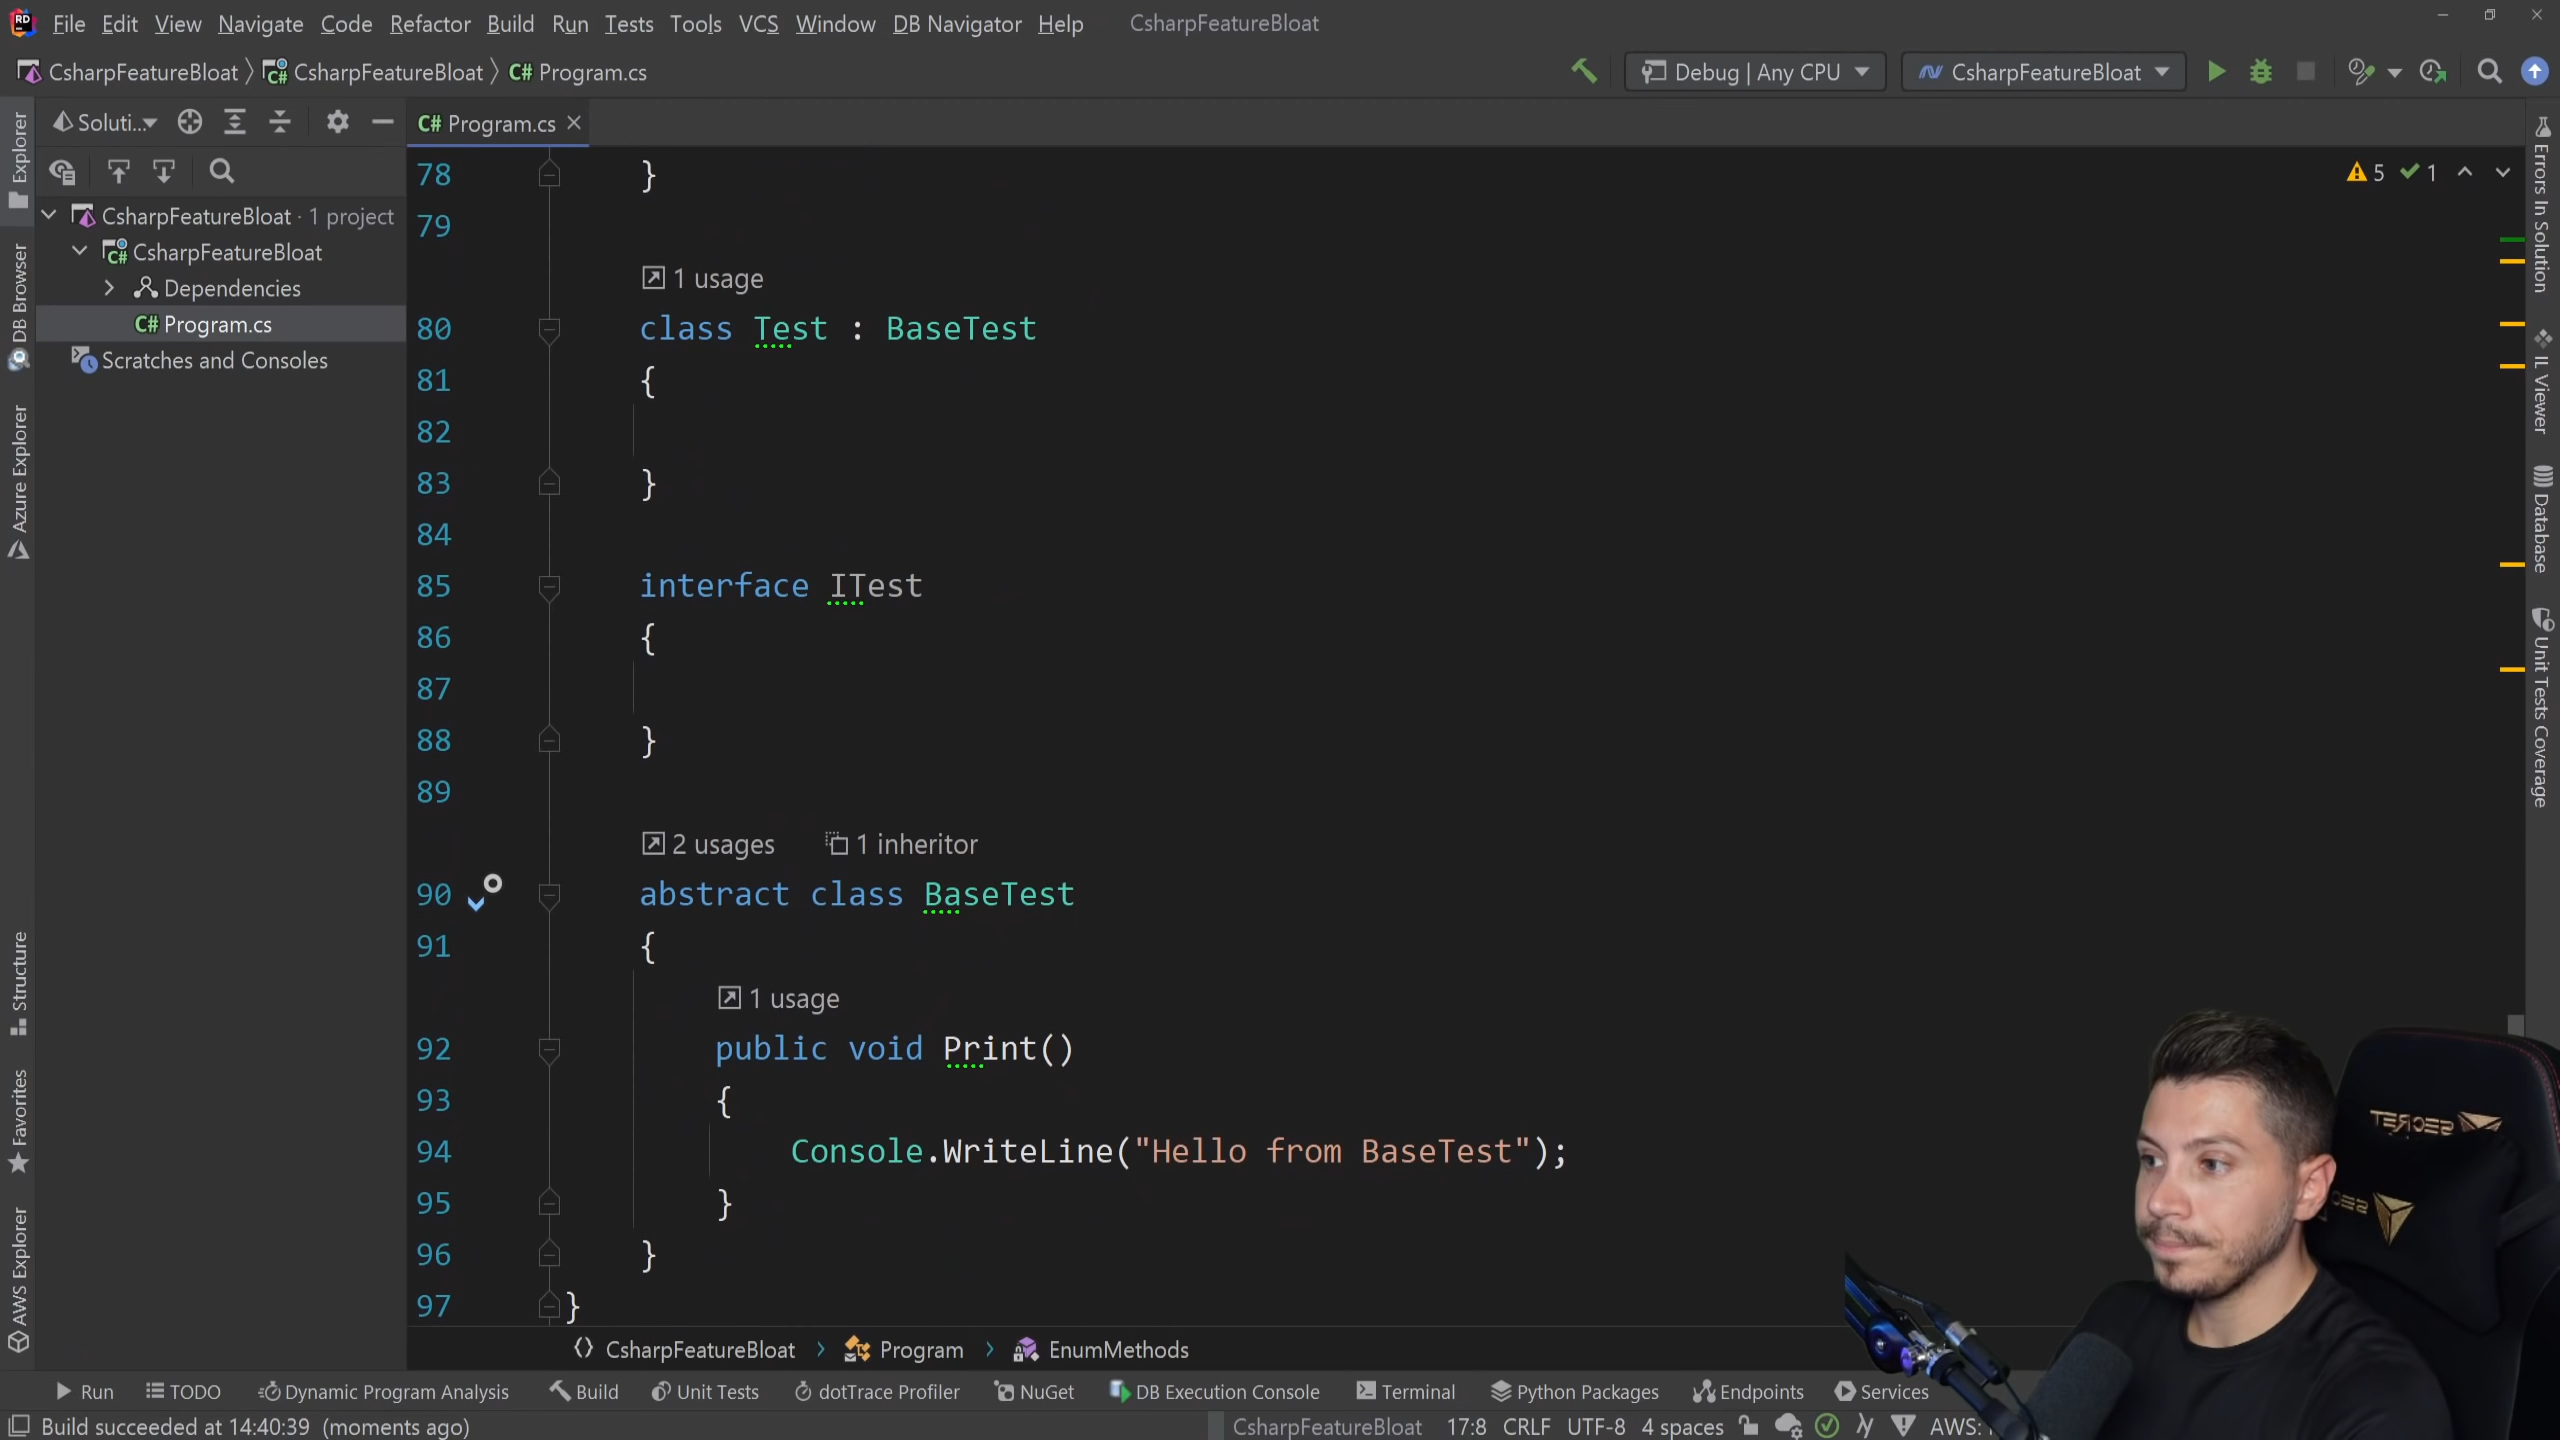 File Edit View Navigate Code Refactor Build Run Tests Tools VCS Window DB Navigator Help CsharpFeatureBloat
CsharpFeatureBloat CsharpFeatureBloat C# Program.cs Debug | Any CPU CsharpFeatureBloat
Soluti...
C# Program.cs
CsharpFeatureBloat · 1 project
CsharpFeatureBloat
Dependencies
C# Program.cs
Scratches and Consoles
Explorer
DB Browser
Azure Explorer
Structure
Favorites
AWS Explorer
5 1
78 }
79
1 usage
80 class Test : BaseTest
81 {
82
83 }
84
85 interface ITest
86 {
87
88 }
89
2 usages 1 inheritor
90 abstract class BaseTest
91 {
1 usage
92 public void Print()
93 {
94 Console.WriteLine("Hello from BaseTest");
95 }
96 }
97 }
Errors In Solution
IL Viewer
Database
Unit Tests Coverage
CsharpFeatureBloat Program EnumMethods
Run TODO Dynamic Program Analysis Build Unit Tests dotTrace Profiler NuGet DB Execution Console Terminal Python Packages Endpoints Services
Build succeeded at 14:40:39 (moments ago) CsharpFeatureBloat 17:8 CRLF UTF-8 4 spaces AWS: